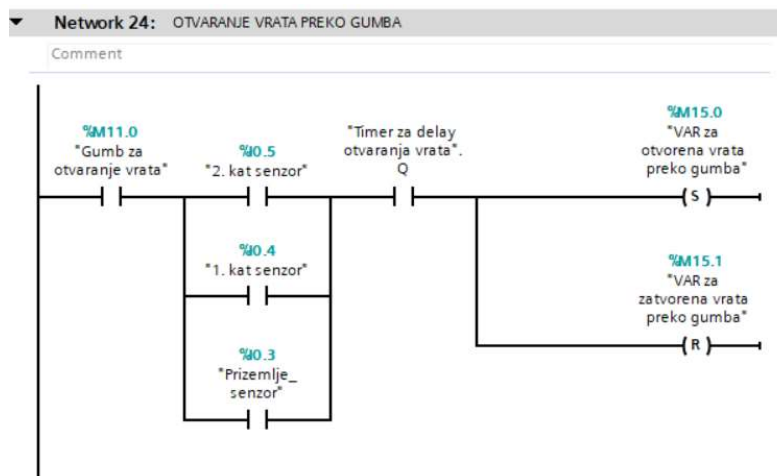 Network 24: OTVARANJE VRATA PREKO GUMBA
Comment
%M11.0
"Gumb za
otvaranje vrata"
%I0.5
"2. kat senzor"
"Timer za delay
otvaranja vrata".
Q
%M15.0
"VAR za
otvorena vrata
preko gumba"
S
%I0.4
"1. kat senzor"
%M15.1
"VAR za
zatvorena vrata
preko gumba"
R
%I0.3
"Prizemlje_
senzor"